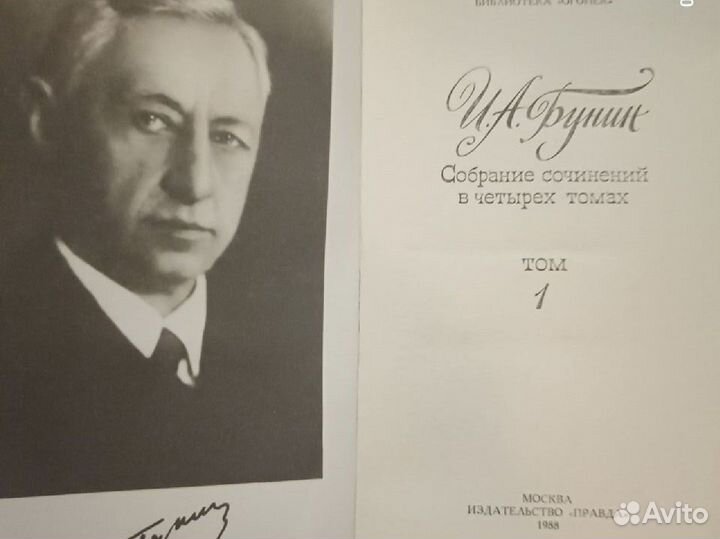 БИБЛИОТЕКА «ОГОНЕК»
И.А. Бунин
Собрание сочинений
в четырех томах
ТОМ
1
МОСКВА
ИЗДАТЕЛЬСТВО «ПРАВДА»
1988
Avito